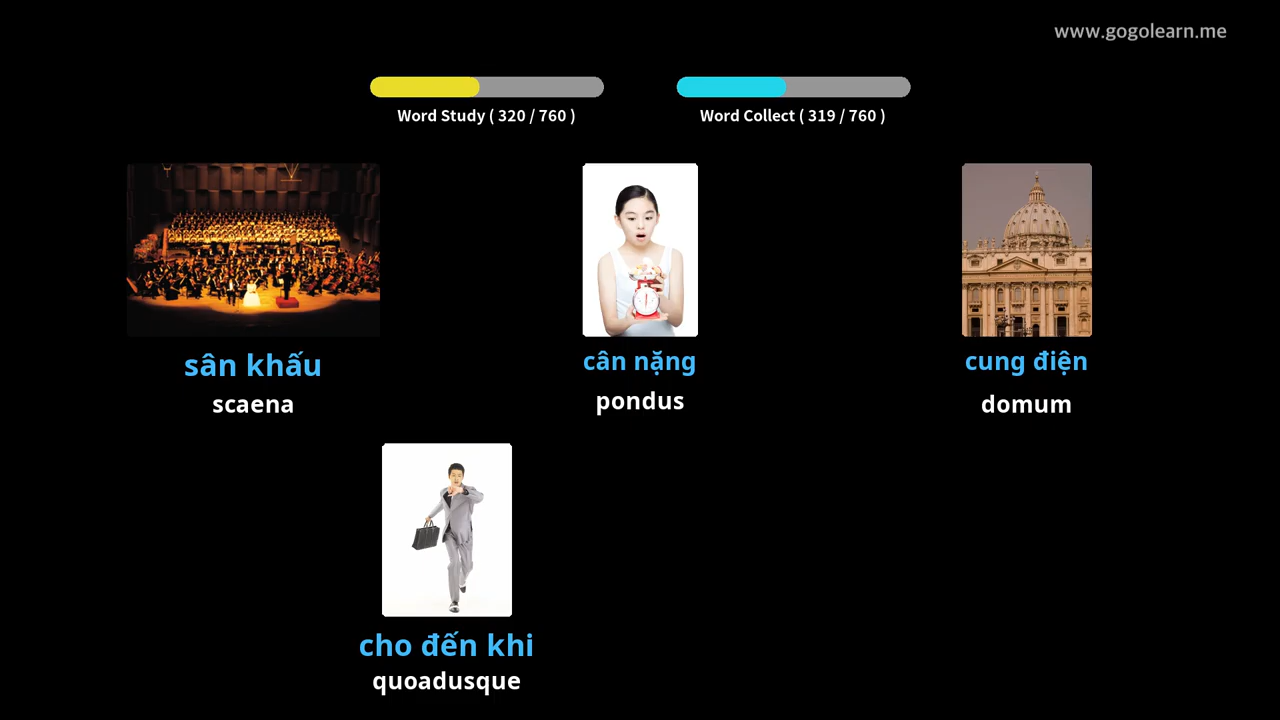 www.gogolearn.me
Word Study ( 320 / 760 )
Word Collect ( 319 / 760 )
sân khấu
scaena
cân nặng
pondus
cung điện
domum
cho đến khi
quoadusque